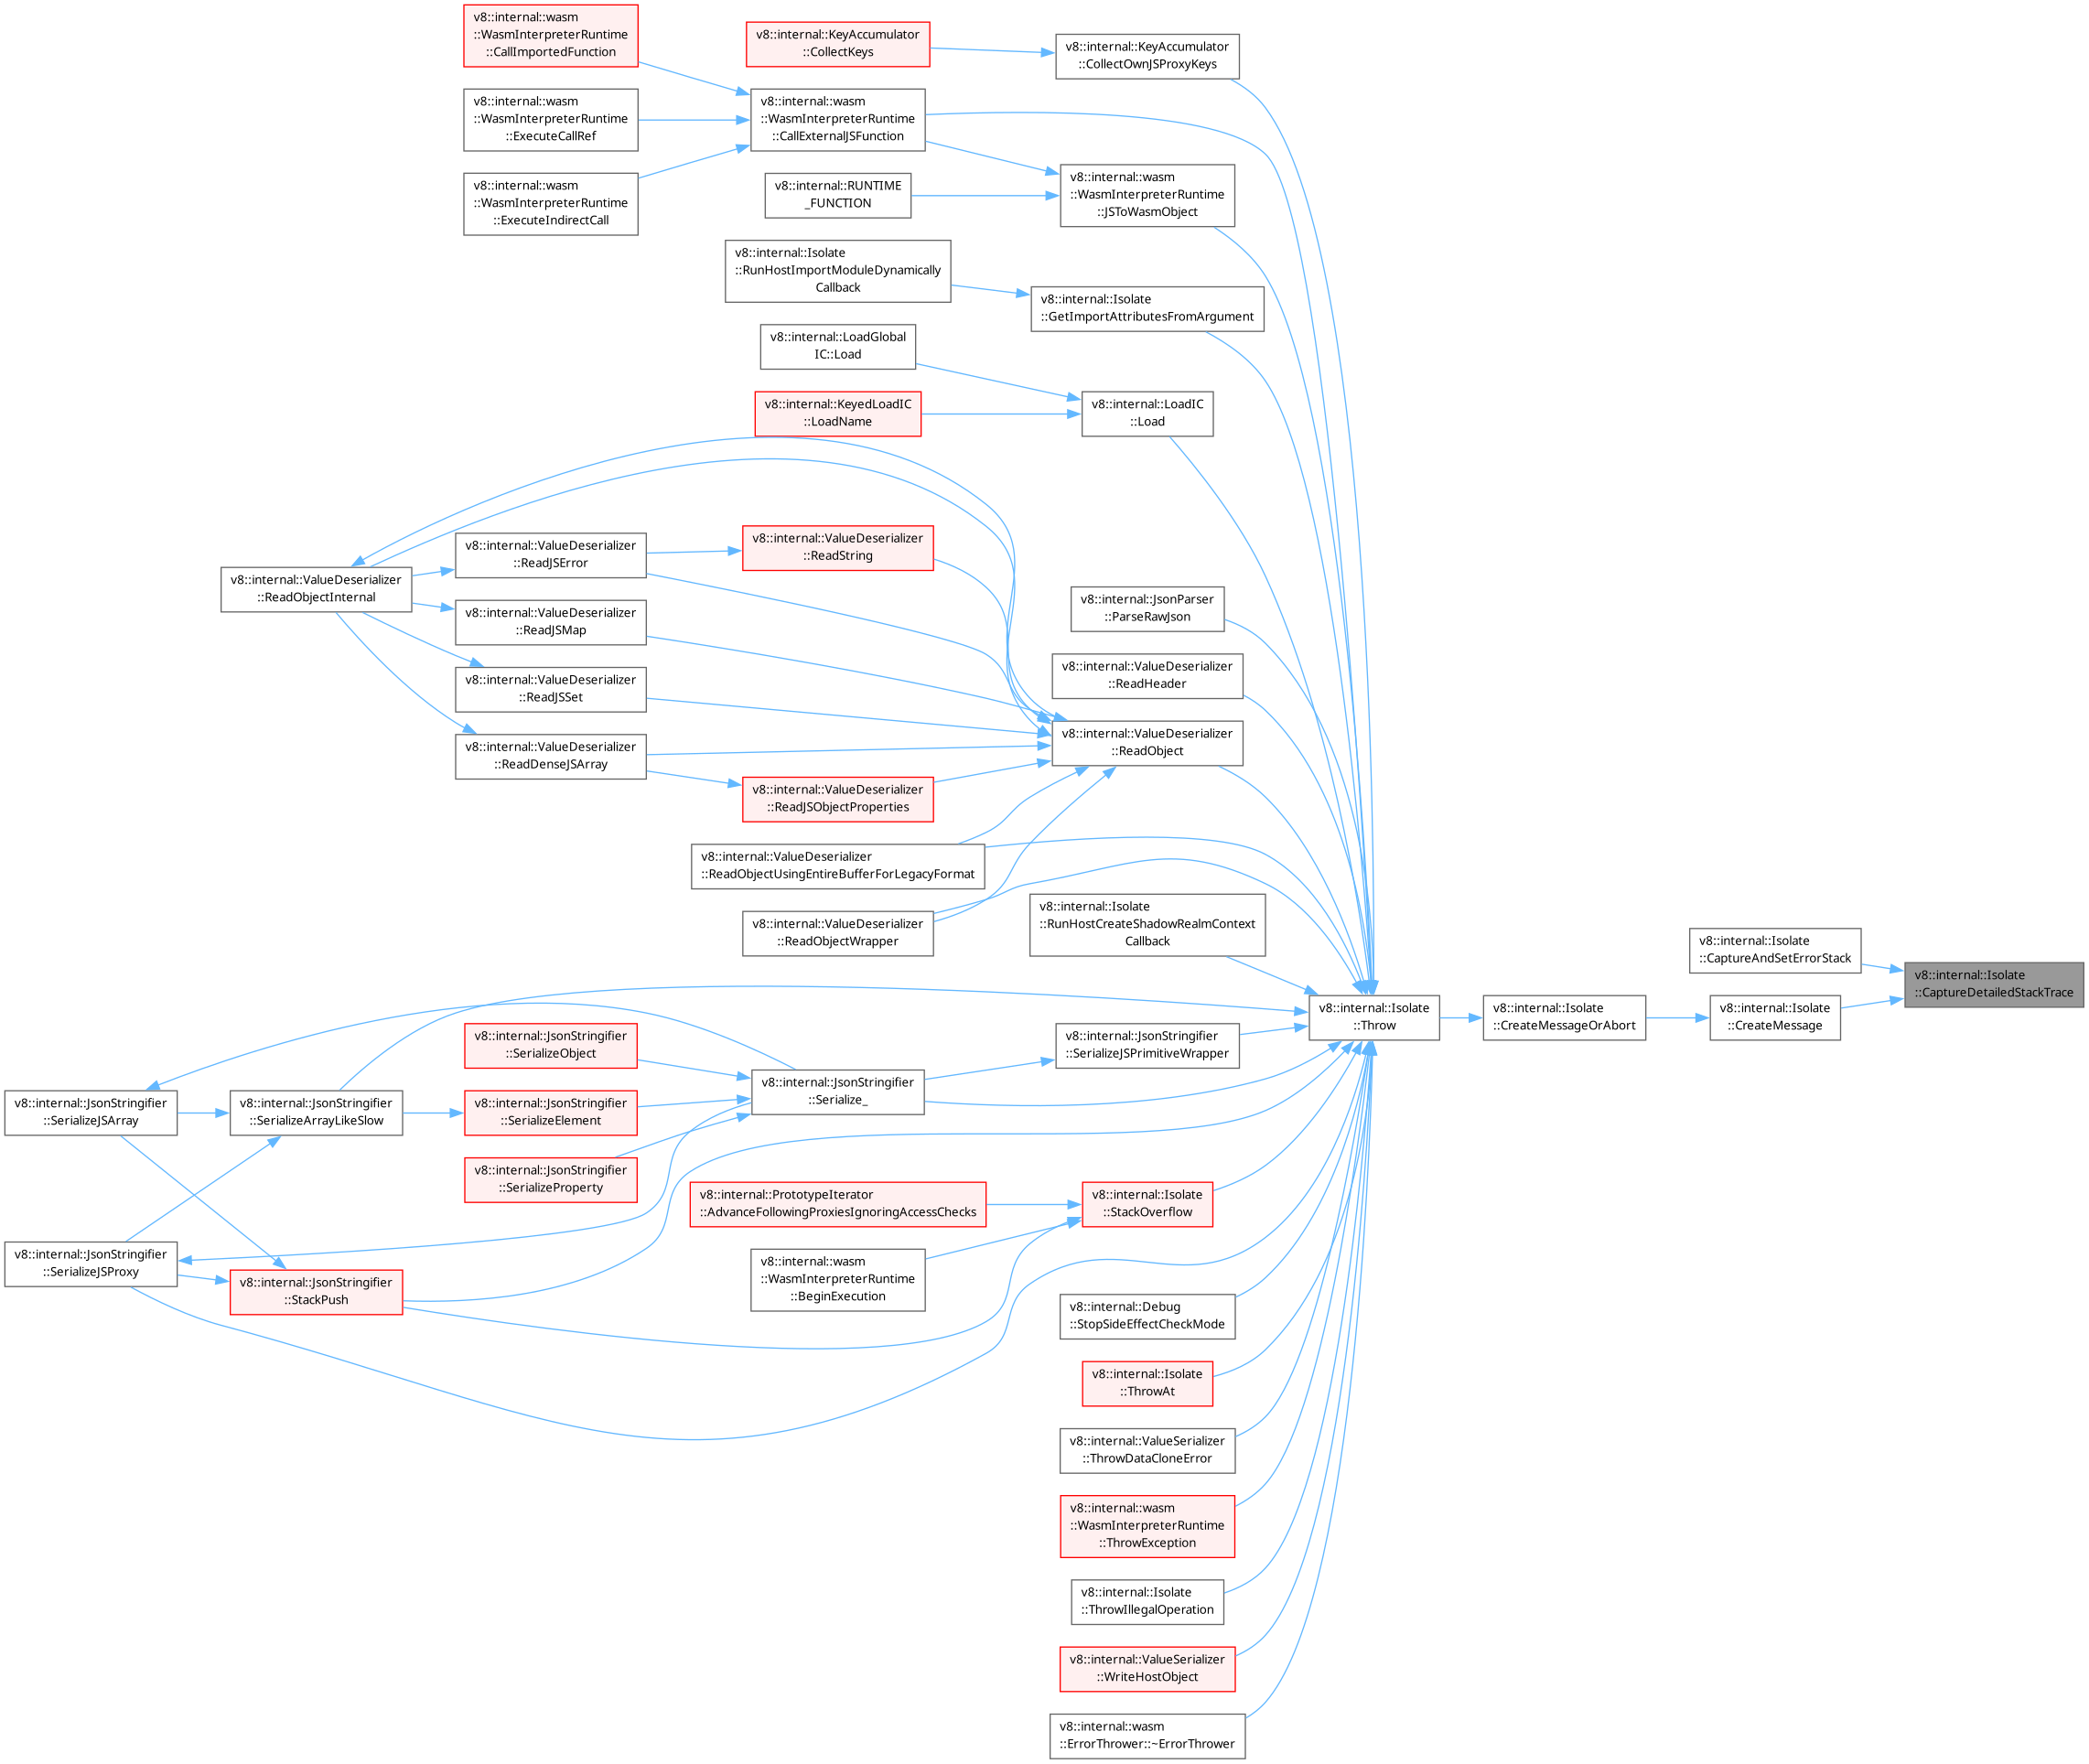 v8::internal::wasm
::WasmInterpreterRuntime
::CallImportedFunction
v8::internal::KeyAccumulator
::CollectKeys
v8::internal::KeyAccumulator
::CollectOwnJSProxyKeys
v8::internal::wasm
::WasmInterpreterRuntime
::ExecuteCallRef
v8::internal::wasm
::WasmInterpreterRuntime
::CallExternalJSFunction
v8::internal::wasm
::WasmInterpreterRuntime
::ExecuteIndirectCall
v8::internal::RUNTIME
_FUNCTION
v8::internal::wasm
::WasmInterpreterRuntime
::JSToWasmObject
v8::internal::Isolate
::RunHostImportModuleDynamically
Callback
v8::internal::Isolate
::GetImportAttributesFromArgument
v8::internal::LoadGlobal
IC::Load
v8::internal::KeyedLoadIC
::LoadName
v8::internal::LoadIC
::Load
v8::internal::ValueDeserializer
::ReadObjectInternal
v8::internal::ValueDeserializer
::ReadJSError
v8::internal::ValueDeserializer
::ReadString
v8::internal::ValueDeserializer
::ReadJSMap
v8::internal::JsonParser
::ParseRawJson
v8::internal::ValueDeserializer
::ReadJSSet
v8::internal::ValueDeserializer
::ReadHeader
v8::internal::ValueDeserializer
::ReadDenseJSArray
v8::internal::ValueDeserializer
::ReadObject
v8::internal::ValueDeserializer
::ReadJSObjectProperties
v8::internal::ValueDeserializer
::ReadObjectUsingEntireBufferForLegacyFormat
v8::internal::ValueDeserializer
::ReadObjectWrapper
v8::internal::Isolate
::RunHostCreateShadowRealmContext
Callback
v8::internal::Isolate
::CaptureAndSetErrorStack
v8::internal::Isolate
::CaptureDetailedStackTrace
v8::internal::Isolate
::Throw
v8::internal::Isolate
::CreateMessageOrAbort
v8::internal::Isolate
::CreateMessage
v8::internal::JsonStringifier
::SerializeObject
v8::internal::JsonStringifier
::SerializeJSPrimitiveWrapper
v8::internal::JsonStringifier
::SerializeJSArray
v8::internal::JsonStringifier
::SerializeArrayLikeSlow
v8::internal::JsonStringifier
::SerializeElement
v8::internal::JsonStringifier
::Serialize_
v8::internal::JsonStringifier
::SerializeProperty
v8::internal::PrototypeIterator
::AdvanceFollowingProxiesIgnoringAccessChecks
v8::internal::Isolate
::StackOverflow
v8::internal::JsonStringifier
::SerializeJSProxy
v8::internal::JsonStringifier
::StackPush
v8::internal::wasm
::WasmInterpreterRuntime
::BeginExecution
v8::internal::Debug
::StopSideEffectCheckMode
v8::internal::Isolate
::ThrowAt
v8::internal::ValueSerializer
::ThrowDataCloneError
v8::internal::wasm
::WasmInterpreterRuntime
::ThrowException
v8::internal::Isolate
::ThrowIllegalOperation
v8::internal::ValueSerializer
::WriteHostObject
v8::internal::wasm
::ErrorThrower::~ErrorThrower